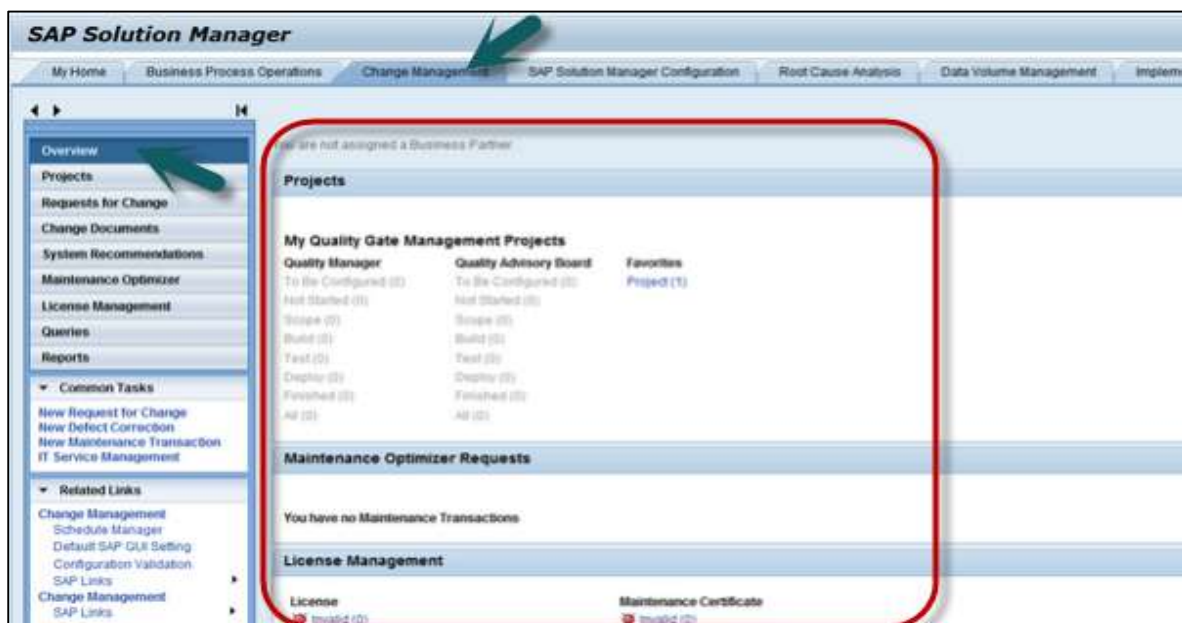 SAP Solution Manager
My Home Business Process Operations Change Management SAP Solution Manager Configuration Root Cause Analysis Data Volume Management Implem
Overview
Projects
Requests for Change
Change Documents
System Recommendations
Maintenance Optimizer
License Management
Queries
Reports
Common Tasks
New Request for Change
New Defect Correction
New Maintenance Transaction
IT Service Management
Related Links
Change Management
Schedule Manager
Default SAP GUI Setting
Configuration Validation
SAP Links
Change Management
SAP Links
You are not assigned a Business Partner
Projects
My Quality Gate Management Projects
Quality Manager Quality Advisory Board Favorites
To Be Configured (0) To Be Configured (0) Project (1)
Not Started (0) Not Started (0)
Scope (0) Scope (0)
Build (0) Build (0)
Test (0) Test (0)
Deploy (0) Deploy (0)
Finished (0) Finished (0)
All (0) All (0)
Maintenance Optimizer Requests
You have no Maintenance Transactions
License Management
License Maintenance Certificate
Invalid (0) Invalid (0)